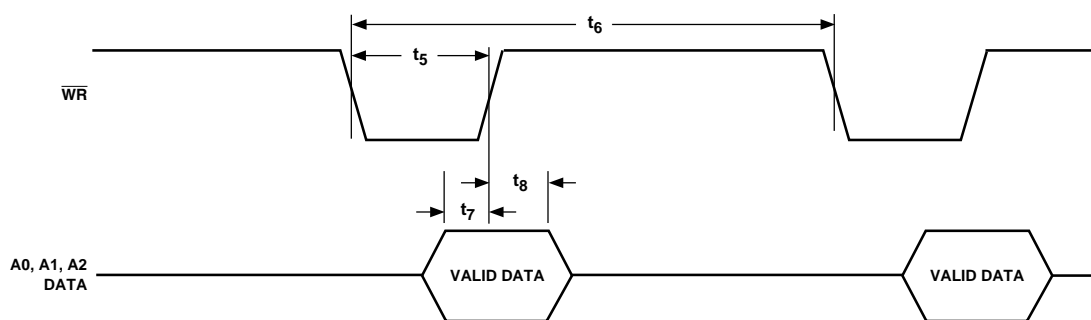 t6
t5
WR
t8
t7
A0, A1, A2
DATA
VALID DATA
VALID DATA